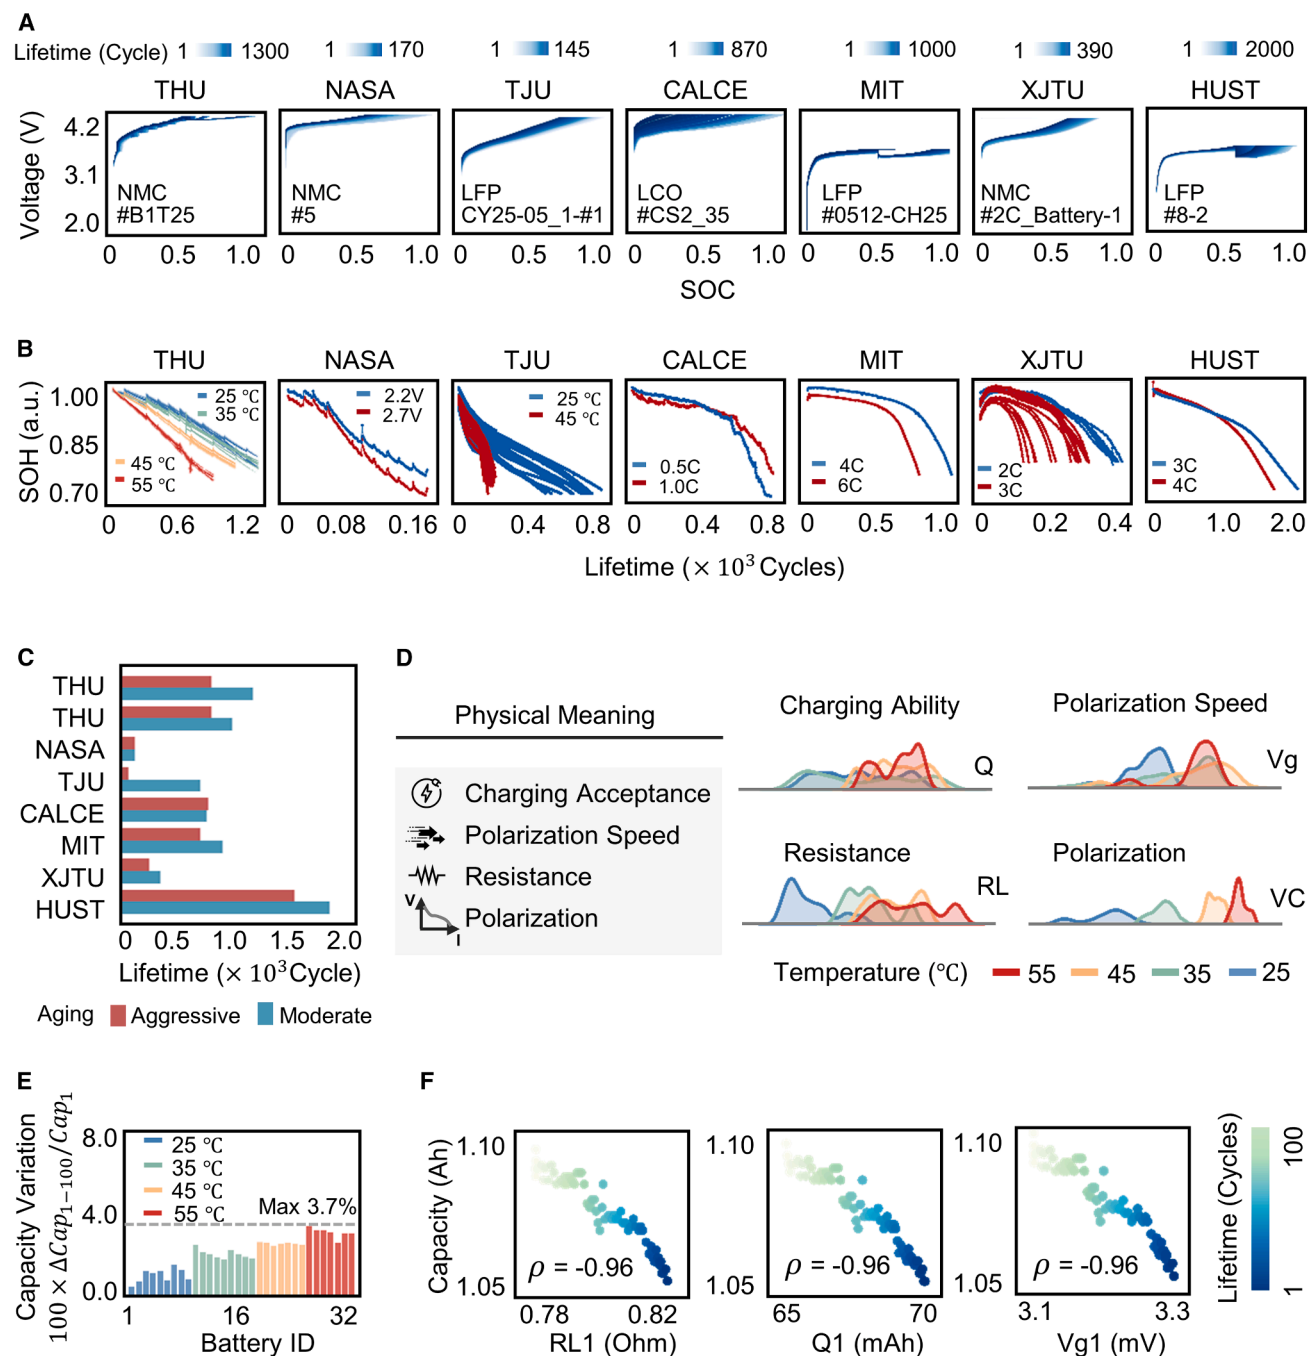 A
Lifetime (Cycle) 1 1300 1 170 1 145 1 870 1 1000 1 390 1 2000
THU NASA TJU CALCE MIT XJTU HUST
Voltage (V)
4.2
3.1
2.0
NMC
#B1T25
NMC
#5
LFP
CY25-05_1-#1
LCO
#CS2_35
LFP
#0512-CH25
NMC
#2C_Battery-1
LFP
#8-2
0 0.5 1.0 0 0.5 1.0 0 0.5 1.0 0 0.5 1.0 0 0.5 1.0 0 0.5 1.0 0 0.5 1.0
SOC
B
THU NASA TJU CALCE MIT XJTU HUST
SOH (a.u.)
1.00
0.85
0.70
25 °C
35 °C
45 °C
55 °C
2.2V
2.7V
25 °C
45 °C
0.5C
1.0C
4C
6C
2C
3C
3C
4C
0 0.6 1.2 0 0.08 0.16 0 0.4 0.8 0 0.4 0.8 0 0.5 1.0 0 0.2 0.4 0 1.0 2.0
Lifetime (× 10³ Cycles)
C
THU
THU
NASA
TJU
CALCE
MIT
XJTU
HUST
0 0.5 1.0 1.5 2.0
Lifetime (× 10³Cycle)
Aging Aggressive Moderate
D
Physical Meaning
Charging Acceptance
Polarization Speed
Resistance
V
I
Polarization
Charging Ability
Q
Polarization Speed
Vg
Resistance
RL
Polarization
VC
Temperature (°C) 55 45 35 25
E
Capacity Variation
100 × ΔCap₁₋₁₀₀/Cap₁
8.0
4.0
0.0
25 °C
35 °C
45 °C
55 °C
Max 3.7%
1 16 32
Battery ID
F
Capacity (Ah)
1.10
1.05
ρ = -0.96
0.78 0.82
RL1 (Ohm)
1.10
1.05
ρ = -0.96
65 70
Q1 (mAh)
1.10
1.05
ρ = -0.96
3.1 3.3
Vg1 (mV)
Lifetime (Cycles)
100
1